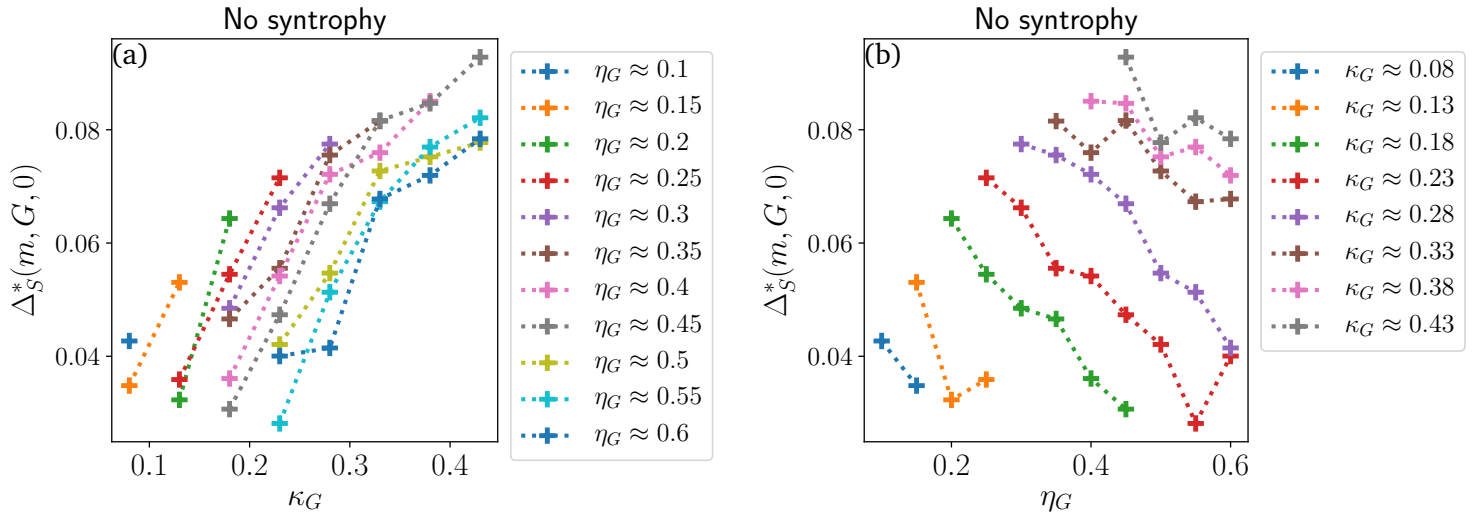 No syntrophy
(a)
0.08
0.06
0.04
Δ*_S(m, G, 0)
0.1 0.2 0.3 0.4
κ_G
η_G ≈ 0.1
η_G ≈ 0.15
η_G ≈ 0.2
η_G ≈ 0.25
η_G ≈ 0.3
η_G ≈ 0.35
η_G ≈ 0.4
η_G ≈ 0.45
η_G ≈ 0.5
η_G ≈ 0.55
η_G ≈ 0.6
No syntrophy
(b)
0.08
0.06
0.04
Δ*_S(m, G, 0)
0.2 0.4 0.6
η_G
κ_G ≈ 0.08
κ_G ≈ 0.13
κ_G ≈ 0.18
κ_G ≈ 0.23
κ_G ≈ 0.28
κ_G ≈ 0.33
κ_G ≈ 0.38
κ_G ≈ 0.43